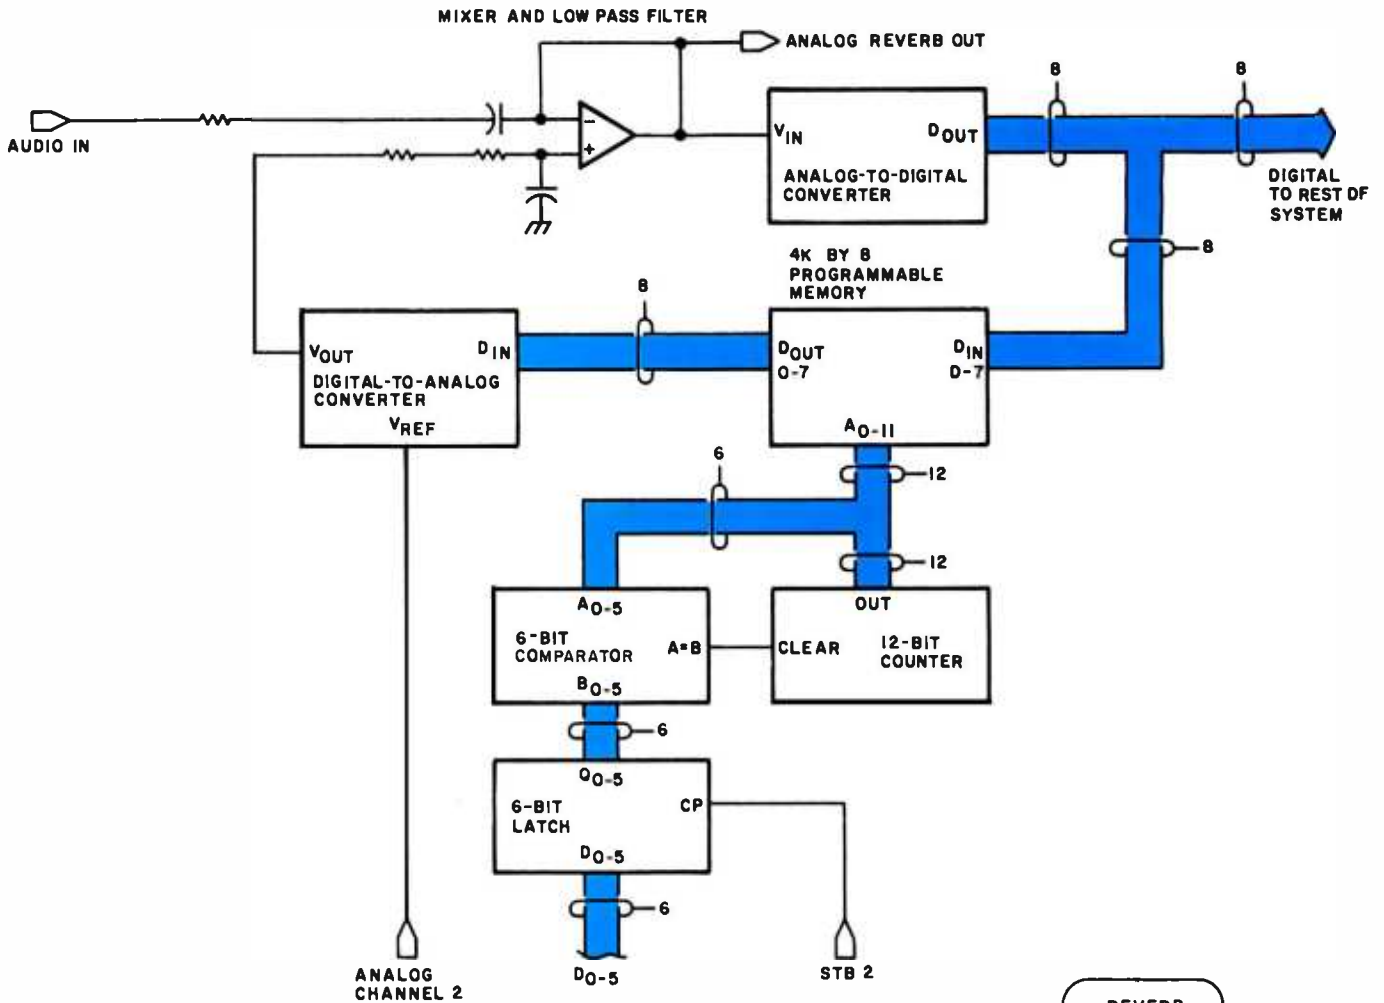 MIXER AND LOW PASS FILTER
ANALOG REVERB OUT
AUDIO IN
-
+
VIN
DOUT
ANALOG-TO-DIGITAL
CONVERTER
8
8
DIGITAL
TO REST DF
SYSTEM
8
4K BY 8
PROGRAMMABLE
MEMORY
8
VOUT
DIN
DIGITAL-TO-ANALOG
CONVERTER
VREF
DOUT
0-7
DIN
D-7
A0-11
6
12
12
A0-5
6-BIT
COMPARATOR
A=B
B0-5
OUT
CLEAR
12-BIT
COUNTER
6
Q0-5
6-BIT
LATCH
CP
D0-5
6
ANALOG
CHANNEL 2
D0-5
STB 2